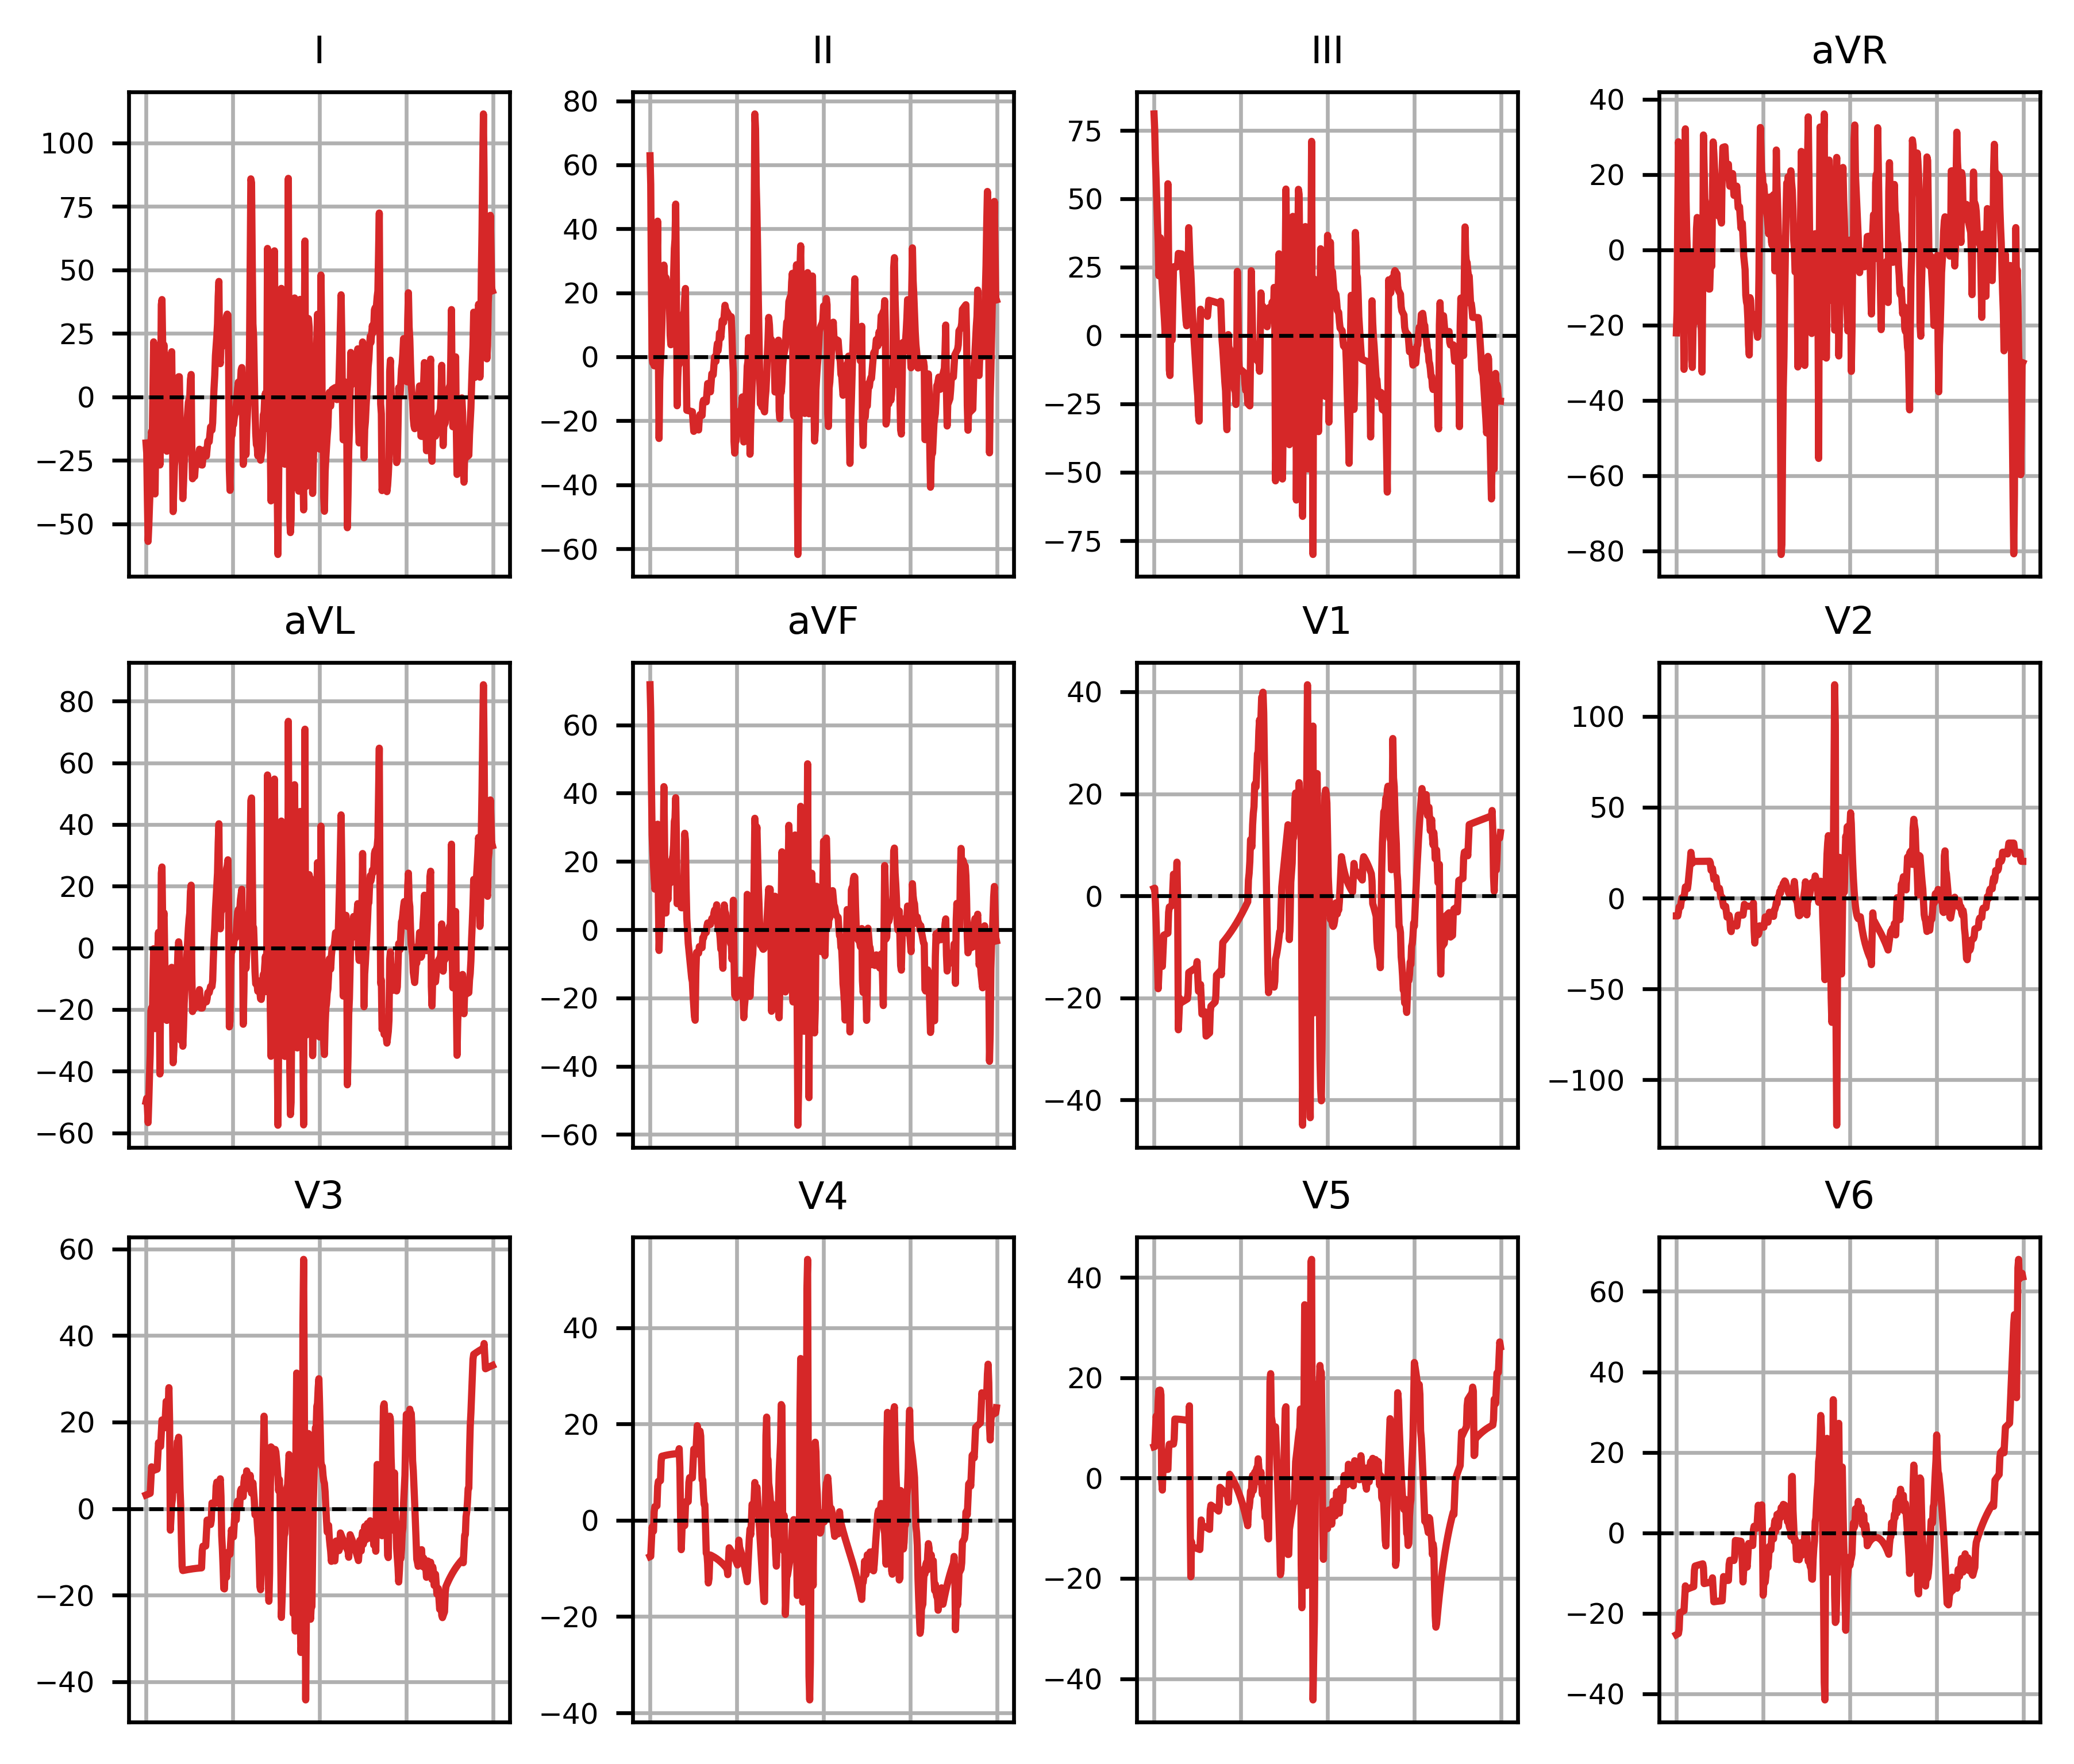 I II III aVR
100 75 50 25 0 −25 −50
80 60 40 20 0 −20 −40 −60
75 50 25 0 −25 −50 −75
40 20 0 −20 −40 −60 −80
aVL aVF V1 V2
80 60 40 20 0 −20 −40 −60
60 40 20 0 −20 −40 −60
40 20 0 −20 −40
100 50 0 −50 −100
V3 V4 V5 V6
60 40 20 0 −20 −40
40 20 0 −20 −40
40 20 0 −20 −40
60 40 20 0 −20 −40